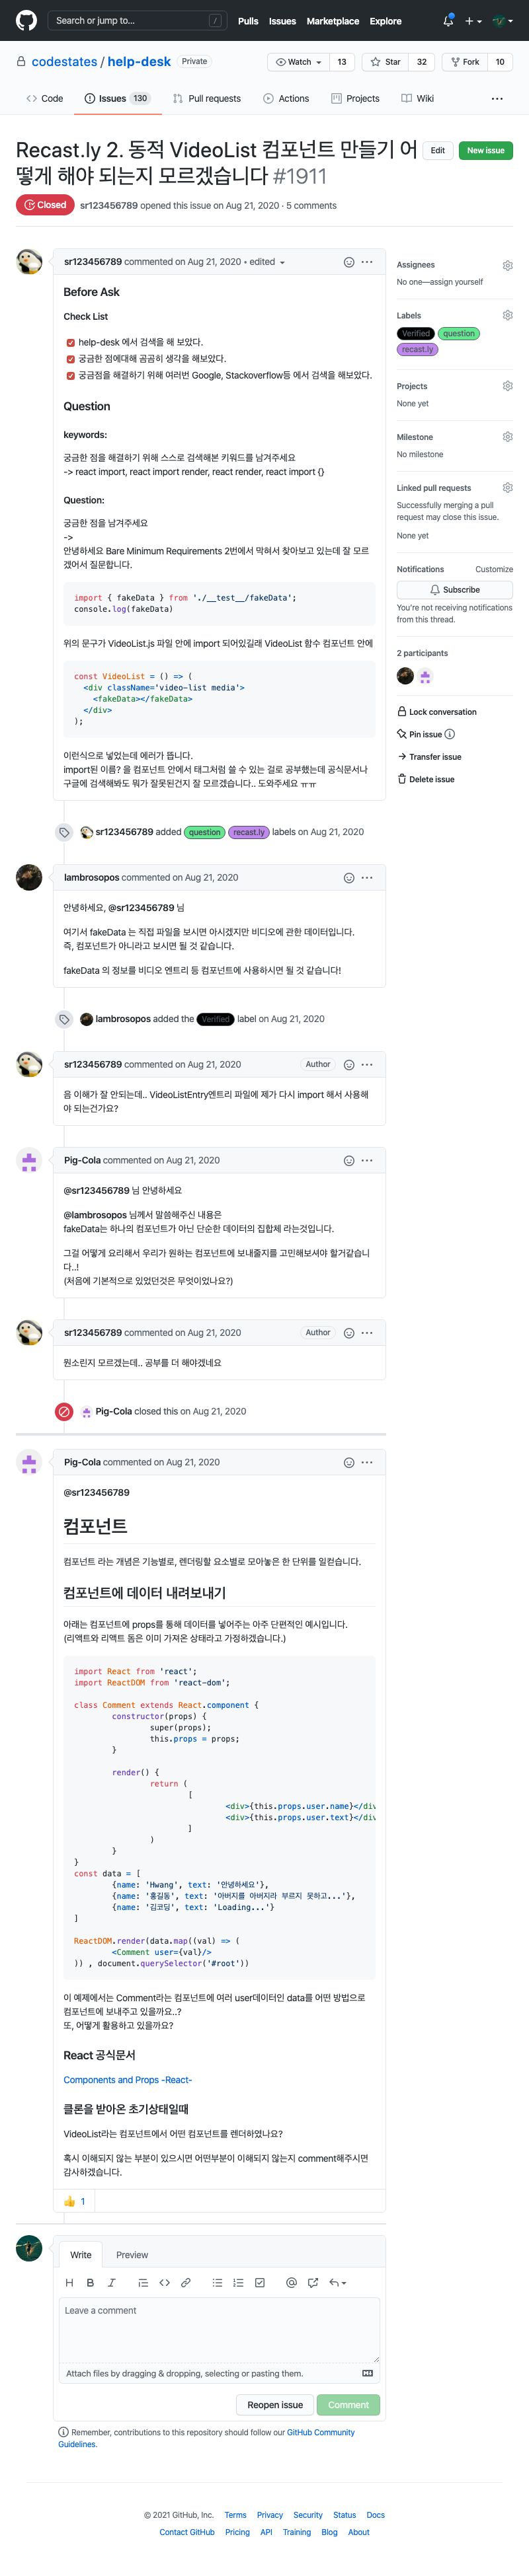 Search or jump to... /
Pulls Issues Marketplace Explore
codestates / help-desk Private
Watch 13 Star 32 Fork 10
Code Issues 130 Pull requests Actions Projects Wiki
Recast.ly 2. 동적 VideoList 컴포넌트 만들기 어
떻게 해야 되는지 모르겠습니다 #1911
Edit New issue
Closed sr123456789 opened this issue on Aug 21, 2020 · 5 comments
sr123456789 commented on Aug 21, 2020 • edited
Before Ask
Check List
help-desk 에서 검색을 해 보았다.
궁금한 점에대해 곰곰히 생각을 해보았다.
궁금점을 해결하기 위해 여러번 Google, Stackoverflow등 에서 검색을 해보았다.
Question
keywords:
궁금한 점을 해결하기 위해 스스로 검색해본 키워드를 남겨주세요
-> react import, react import render, react render, react import {}
Question:
궁금한 점을 남겨주세요
->
안녕하세요 Bare Minimum Requirements 2번에서 막혀서 찾아보고 있는데 잘 모르
겠어서 질문합니다.
import { fakeData } from './__test__/fakeData';
console.log(fakeData)
위의 문구가 VideoList.js 파일 안에 import 되어있길래 VideoList 함수 컴포넌트 안에
const VideoList = () => (
<div className='video-list media'>
<fakeData></fakeData>
</div>
);
이런식으로 넣었는데 에러가 뜹니다.
import된 이름? 을 컴포넌트 안에서 태그처럼 쓸 수 있는 걸로 공부했는데 공식문서나
구글에 검색해봐도 뭐가 잘못된건지 잘 모르겠습니다.. 도와주세요 ㅠㅠ
Assignees
No one—assign yourself
Labels
Verified question
recast.ly
Projects
None yet
Milestone
No milestone
Linked pull requests
Successfully merging a pull
request may close this issue.
None yet
Notifications Customize
Subscribe
You're not receiving notifications
from this thread.
2 participants
Lock conversation
Pin issue
Transfer issue
Delete issue
sr123456789 added question recast.ly labels on Aug 21, 2020
lambrosopos commented on Aug 21, 2020
안녕하세요, @sr123456789 님
여기서 fakeData 는 직접 파일을 보시면 아시겠지만 비디오에 관한 데이터입니다.
즉, 컴포넌트가 아니라고 보시면 될 것 같습니다.
fakeData 의 정보를 비디오 엔트리 등 컴포넌트에 사용하시면 될 것 같습니다!
lambrosopos added the Verified label on Aug 21, 2020
sr123456789 commented on Aug 21, 2020 Author
음 이해가 잘 안되는데.. VideoListEntry엔트리 파일에 제가 다시 import 해서 사용해
야 되는건가요?
Pig-Cola commented on Aug 21, 2020
@sr123456789 님 안녕하세요
@lambrosopos 님께서 말씀해주신 내용은
fakeData는 하나의 컴포넌트가 아닌 단순한 데이터의 집합체 라는것입니다.
그걸 어떻게 요리해서 우리가 원하는 컴포넌트에 보내줄지를 고민해보셔야 할거같습니
다..!
(처음에 기본적으로 있었던것은 무엇이었나요?)
sr123456789 commented on Aug 21, 2020 Author
뭔소린지 모르겠는데.. 공부를 더 해야겠네요
Pig-Cola closed this on Aug 21, 2020
Pig-Cola commented on Aug 21, 2020
@sr123456789
컴포넌트
컴포넌트 라는 개념은 기능별로, 렌더링할 요소별로 모아놓은 한 단위를 일컫습니다.
컴포넌트에 데이터 내려보내기
아래는 컴포넌트에 props를 통해 데이터를 넣어주는 아주 단편적인 예시입니다.
(리액트와 리액트 돔은 이미 가져온 상태라고 가정하겠습니다.)
import React from 'react';
import ReactDOM from 'react-dom';
class Comment extends React.component {
constructor(props) {
super(props);
this.props = props;
}
render() {
return (
[
<div>{this.props.user.name}</div
<div>{this.props.user.text}</div
]
)
}
}
const data = [
{name: 'Hwang', text: '안녕하세요'},
{name: '홍길동', text: '아버지를 아버지라 부르지 못하고...'},
{name: '김코딩', text: 'Loading...'}
]
ReactDOM.render(data.map((val) => (
<Comment user={val}/>
)) , document.querySelector('#root'))
이 예제에서는 Comment라는 컴포넌트에 여러 user데이터인 data를 어떤 방법으로
컴포넌트에 보내주고 있을까요..?
또, 어떻게 활용하고 있을까요?
React 공식문서
Components and Props -React-
클론을 받아온 초기상태일때
VideoList라는 컴포넌트에서 어떤 컴포넌트를 렌더하였나요?
혹시 이해되지 않는 부분이 있으시면 어떤부분이 이해되지 않는지 comment해주시면
감사하겠습니다.
👍 1
Write Preview
Leave a comment
Attach files by dragging & dropping, selecting or pasting them.
Reopen issue Comment
Remember, contributions to this repository should follow our GitHub Community
Guidelines.
© 2021 GitHub, Inc. Terms Privacy Security Status Docs
Contact GitHub Pricing API Training Blog About